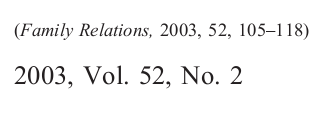 (Family Relations, 2003, 52, 105–118)
2003, Vol. 52, No. 2